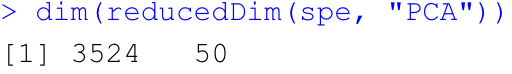 > dim(reducedDim(spe, "PCA"))
[1] 3524   50